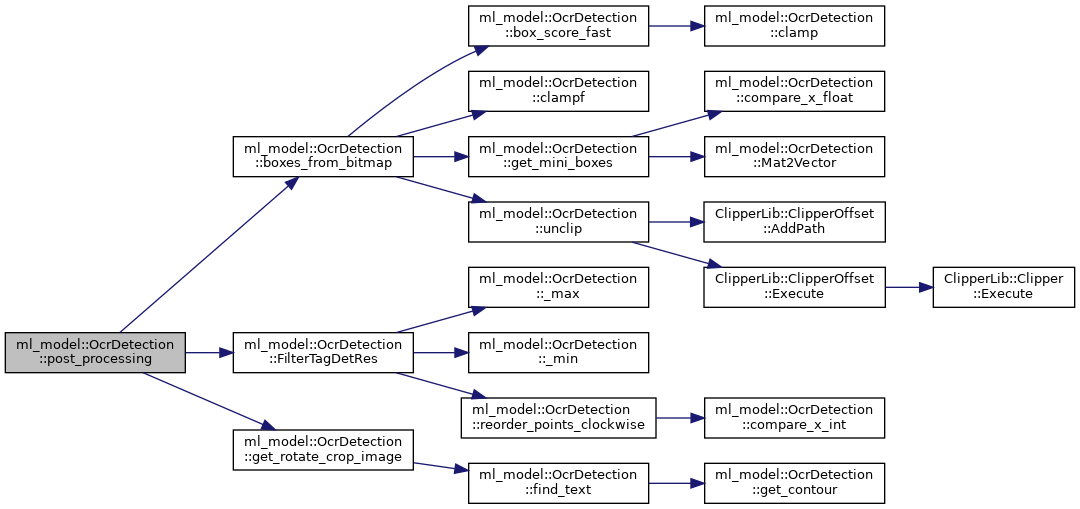 ml_model::OcrDetection
::box_score_fast
ml_model::OcrDetection
::clamp
ml_model::OcrDetection
::clampf
ml_model::OcrDetection
::compare_x_float
ml_model::OcrDetection
::boxes_from_bitmap
ml_model::OcrDetection
::get_mini_boxes
ml_model::OcrDetection
::Mat2Vector
ml_model::OcrDetection
::unclip
ClipperLib::ClipperOffset
::AddPath
ClipperLib::ClipperOffset
::Execute
ClipperLib::Clipper
::Execute
ml_model::OcrDetection
::_max
ml_model::OcrDetection
::post_processing
ml_model::OcrDetection
::FilterTagDetRes
ml_model::OcrDetection
::_min
ml_model::OcrDetection
::reorder_points_clockwise
ml_model::OcrDetection
::compare_x_int
ml_model::OcrDetection
::get_rotate_crop_image
ml_model::OcrDetection
::find_text
ml_model::OcrDetection
::get_contour